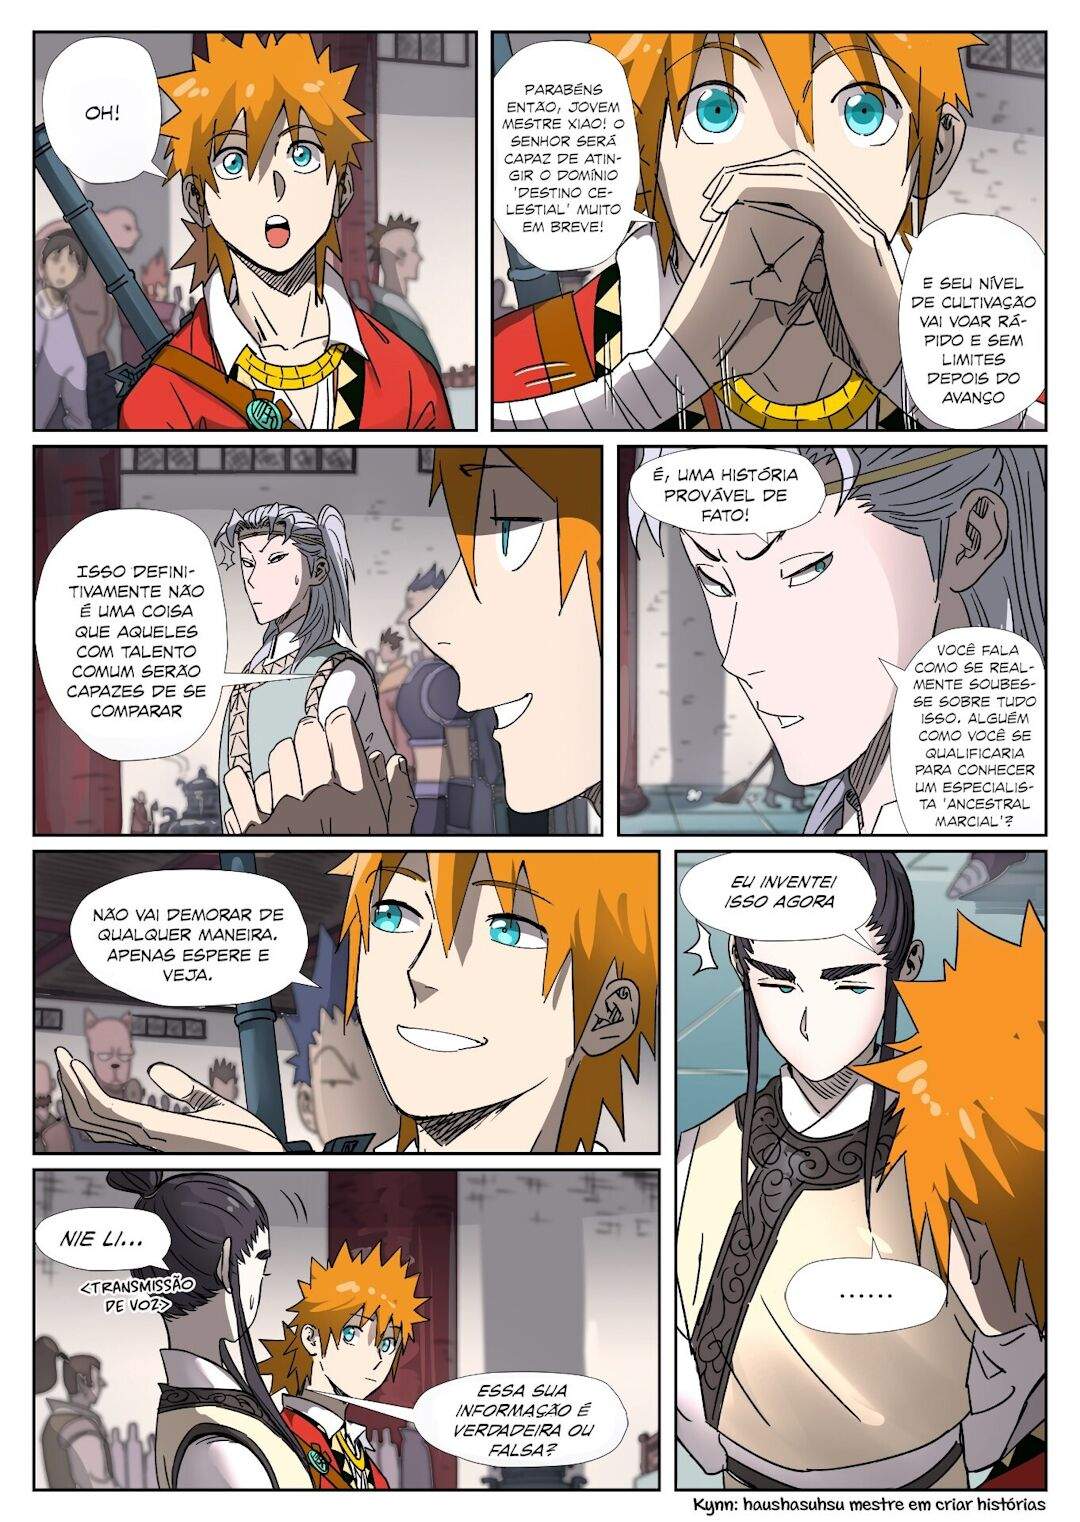 OH!
PARABÉNS
ENTÃO, JOVEM
MESTRE XIAO! O
SENHOR SERÁ
CAPAZ DE ATIN-
GIR O DOMÍNIO
'DESTINO CE-
LESTIAL' MUITO
EM BREVE!
E SEU NÍVEL
DE CULTIVAÇÃO
VAI VOAR RÁ-
PIDO E SEM
LIMITES
DEPOIS DO
AVANÇO
ISSO DEFINI-
TIVAMENTE NÃO
É UMA COISA
QUE AQUELES
COM TALENTO
COMUM SERÃO
CAPAZES DE SE
COMPARAR
É, UMA HISTÓRIA
PROVÁVEL DE
FATO!
VOCÊ FALA
COMO SE REAL-
MENTE SOUBES-
SE SOBRE TUDO
ISSO. ALGUÉM
COMO VOCÊ SE
QUALIFICARIA
PARA CONHECER
UM ESPECIALIS-
TA 'ANCESTRAL
MARCIAL'?
NÃO VAI DEMORAR DE
QUALQUER MANEIRA.
APENAS ESPERE E
VEJA.
NIE LI...
<TRANSMISSÃO
DE VOZ>
ESSA SUA
INFORMAÇÃO É
VERDADEIRA OU
FALSA?
EU INVENTEI
ISSO AGORA
......
Kynn: haushasuhsu mestre em criar histórias